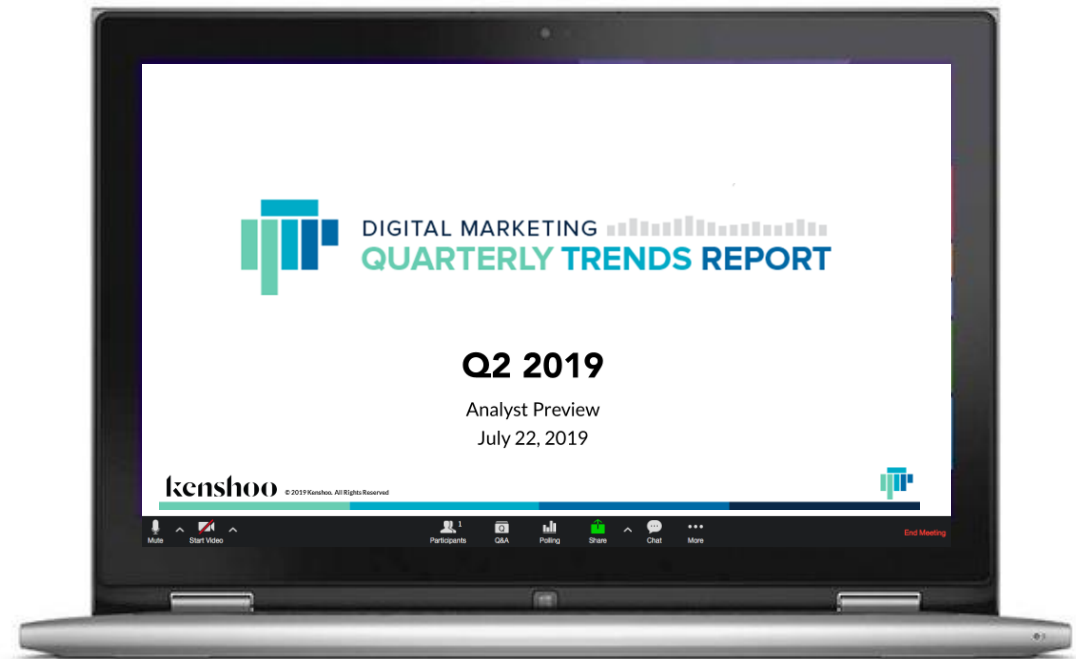 DIGITAL MARKETING
QUARTERLY TRENDS REPORT
Q2 2019
Analyst Preview
July 22, 2019
kenshoo © 2019 Kenshoo. All Rights Reserved
Mute Start Video 1 Participants Q&A Polling Share Chat More End Meeting